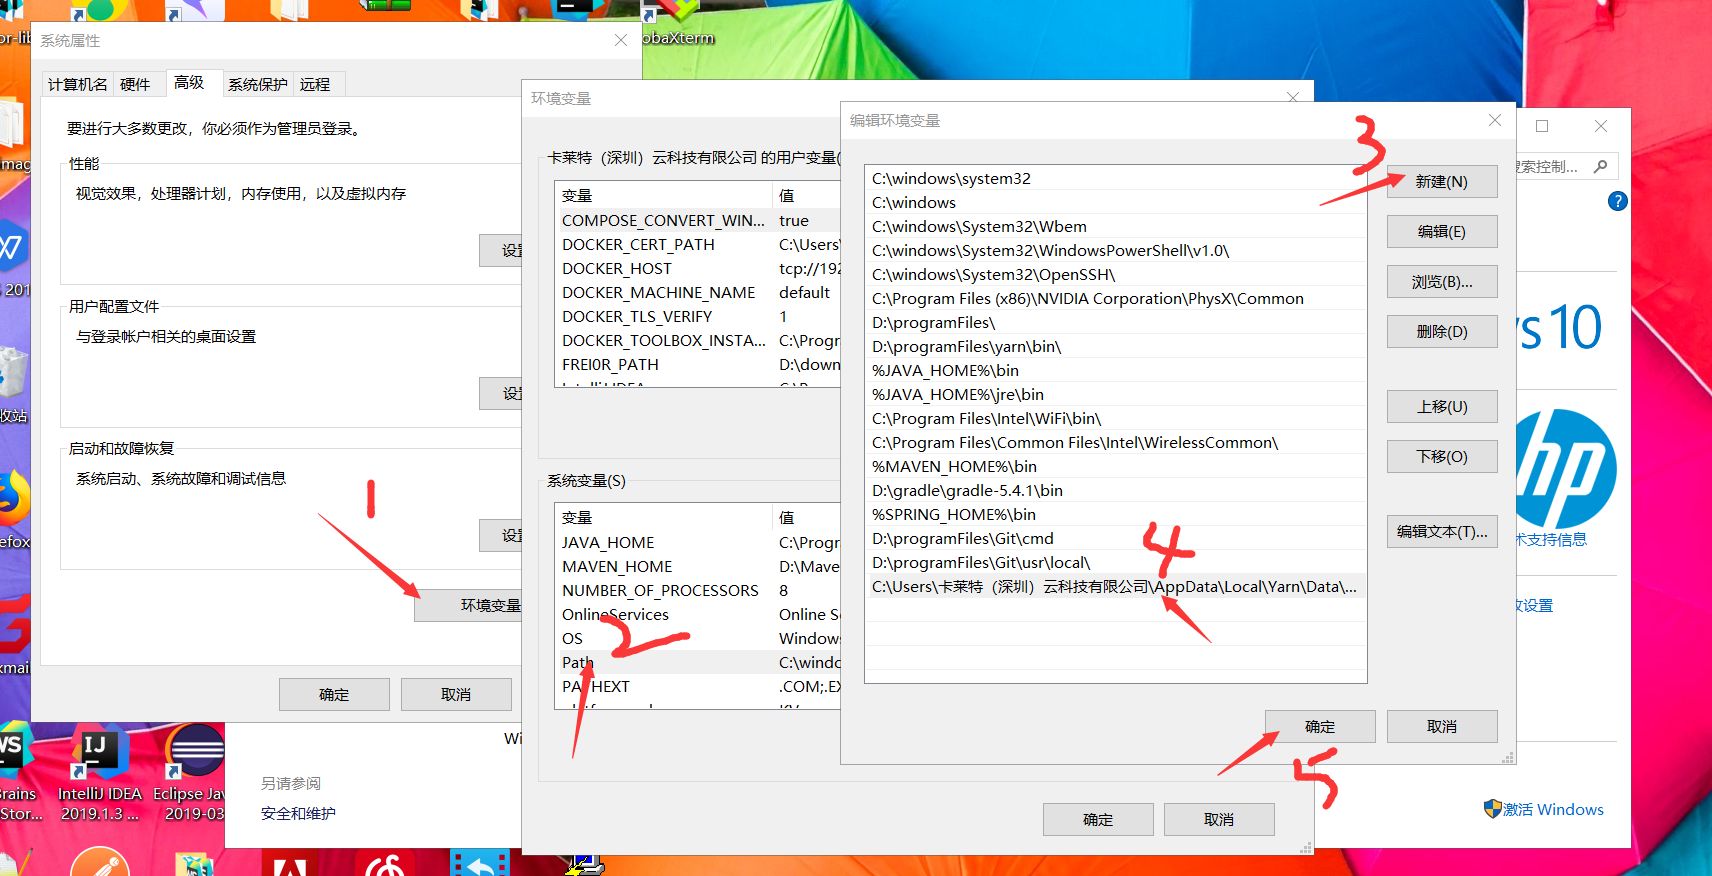 or-lib
obaXterm
系统属性
计算机名
硬件
高级
系统保护
远程
要进行大多数更改，你必须作为管理员登录。
性能
视觉效果，处理器计划，内存使用，以及虚拟内存
设置
用户配置文件
与登录帐户相关的桌面设置
设置
启动和故障恢复
系统启动、系统故障和调试信息
设置
1
环境变量
确定
取消
环境变量
卡莱特（深圳）云科技有限公司 的用户变量(
变量 值
COMPOSE_CONVERT_WIN... true
DOCKER_CERT_PATH C:\Users\
DOCKER_HOST tcp://192
DOCKER_MACHINE_NAME default
DOCKER_TLS_VERIFY 1
DOCKER_TOOLBOX_INSTA... C:\Progra
FREI0R_PATH D:\down
IntelliJ IDEA
系统变量(S)
变量 值
JAVA_HOME C:\Progr
MAVEN_HOME D:\Mave
NUMBER_OF_PROCESSORS 8
OnlineServices Online S
OS Window
2
Path C:\windo
PATHEXT .COM;.EX
确定
取消
编辑环境变量
C:\windows\system32
C:\windows
C:\windows\System32\Wbem
C:\windows\System32\WindowsPowerShell\v1.0\
C:\windows\System32\OpenSSH\
C:\Program Files (x86)\NVIDIA Corporation\PhysX\Common
D:\programFiles\
D:\programFiles\yarn\bin\
%JAVA_HOME%\bin
%JAVA_HOME%\jre\bin
C:\Program Files\Intel\WiFi\bin\
C:\Program Files\Common Files\Intel\WirelessCommon\
%MAVEN_HOME%\bin
D:\gradle\gradle-5.4.1\bin
%SPRING_HOME%\bin
D:\programFiles\Git\cmd
D:\programFiles\Git\usr\local\
C:\Users\卡莱特（深圳）云科技有限公司\AppData\Local\Yarn\Data\...
3
4
新建(N)
编辑(E)
浏览(B)...
删除(D)
上移(U)
下移(O)
编辑文本(T)...
确定
取消
5
搜索控制...
?
s 10
hp
术支持信息
改设置
激活 Windows
Wi
另请参阅
安全和维护
mag
W
201
收站
efox
xmail
WS
Brains
Stor...
IJ
IntelliJ IDEA
2019.1.3 ...
Eclipse Jav
2019-03